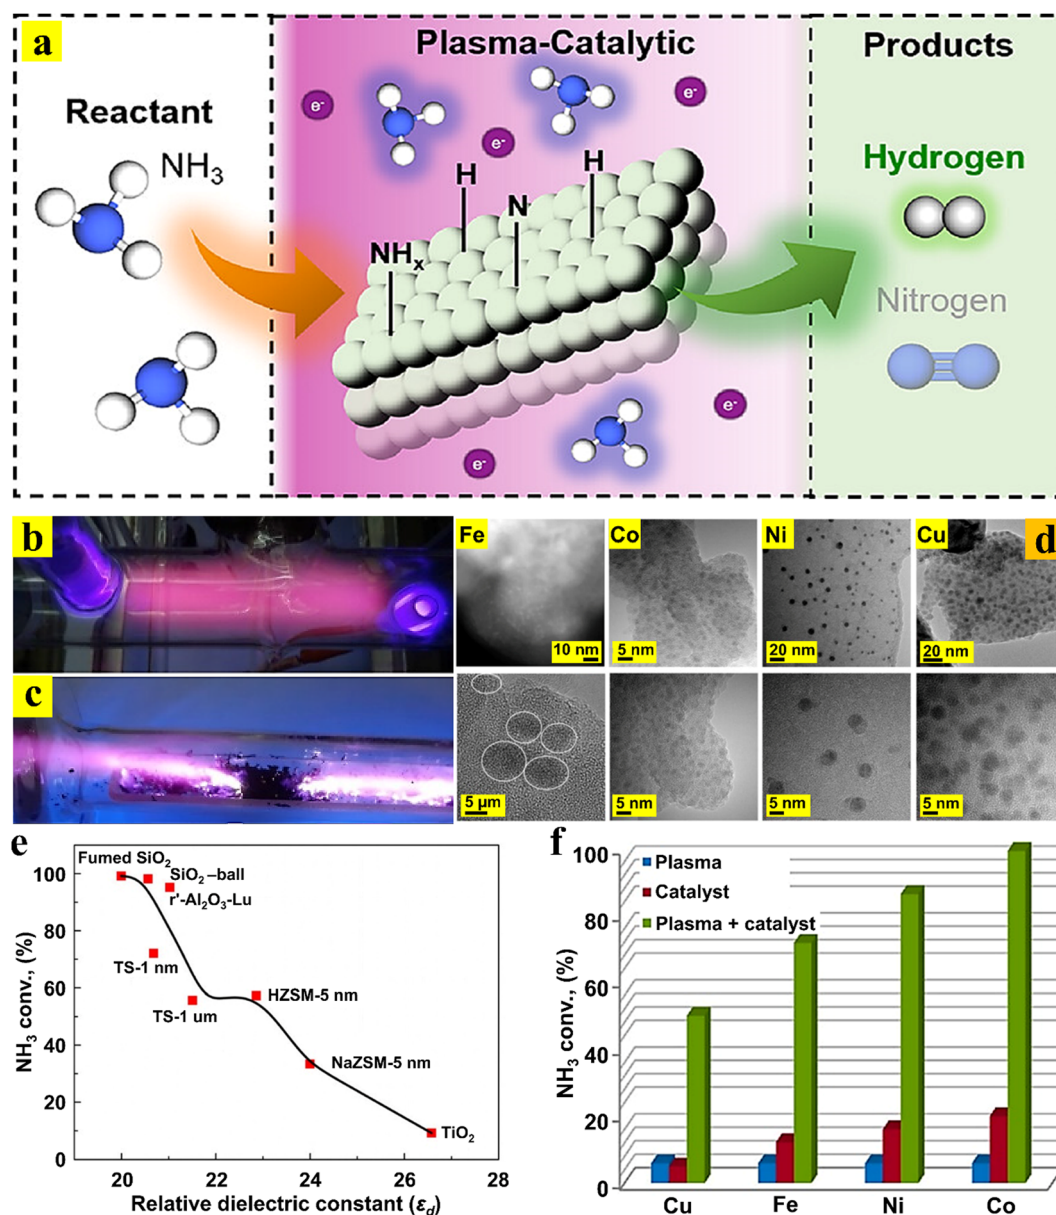 a
Reactant
NH₃
Plasma-Catalytic
e⁻
e⁻
e⁻
H
H
N
NHₓ
e⁻
e⁻
Products
Hydrogen
Nitrogen
b
c
Fe
Co
Ni
Cu
d
10 nm
5 nm
20 nm
20 nm
5 µm
5 nm
5 nm
5 nm
e
NH₃ conv., (%)
100
80
60
40
20
0
Fumed SiO₂
SiO₂–ball
r'-Al₂O₃-Lu
TS-1 nm
TS-1 um
HZSM-5 nm
NaZSM-5 nm
TiO₂
20
22
24
26
28
Relative dielectric constant (εd)
f
NH₃ conv., (%)
100
80
60
40
20
0
Plasma
Catalyst
Plasma + catalyst
Cu
Fe
Ni
Co